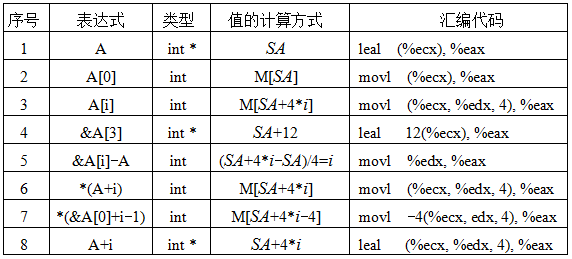 序号 表达式 类型 值的计算方式 汇编代码
1 A int * SA leal (%ecx), %eax
2 A[0] int M[SA] movl (%ecx), %eax
3 A[i] int M[SA+4*i] movl (%ecx, %edx, 4), %eax
4 &A[3] int * SA+12 leal 12(%ecx), %eax
5 &A[i]−A int (SA+4*i−SA)/4=i movl %edx, %eax
6 *(A+i) int M[SA+4*i] movl (%ecx, %edx, 4), %eax
7 *(&A[0]+i−1) int M[SA+4*i−4] movl −4(%ecx, edx, 4), %eax
8 A+i int * SA+4*i leal (%ecx, %edx, 4), %eax